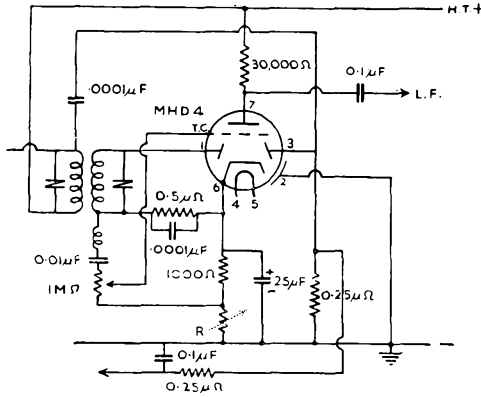 H.T.+
.0001μF
30,000Ω
0.1μF
L.F.
MHD4
7
T.C.
1
3
2
6
4
5
0.5μΩ
.0001μF
0.01μF
1MΩ
1000Ω
+
25μF
-
0.25μΩ
R
0.1μF
0.25μΩ